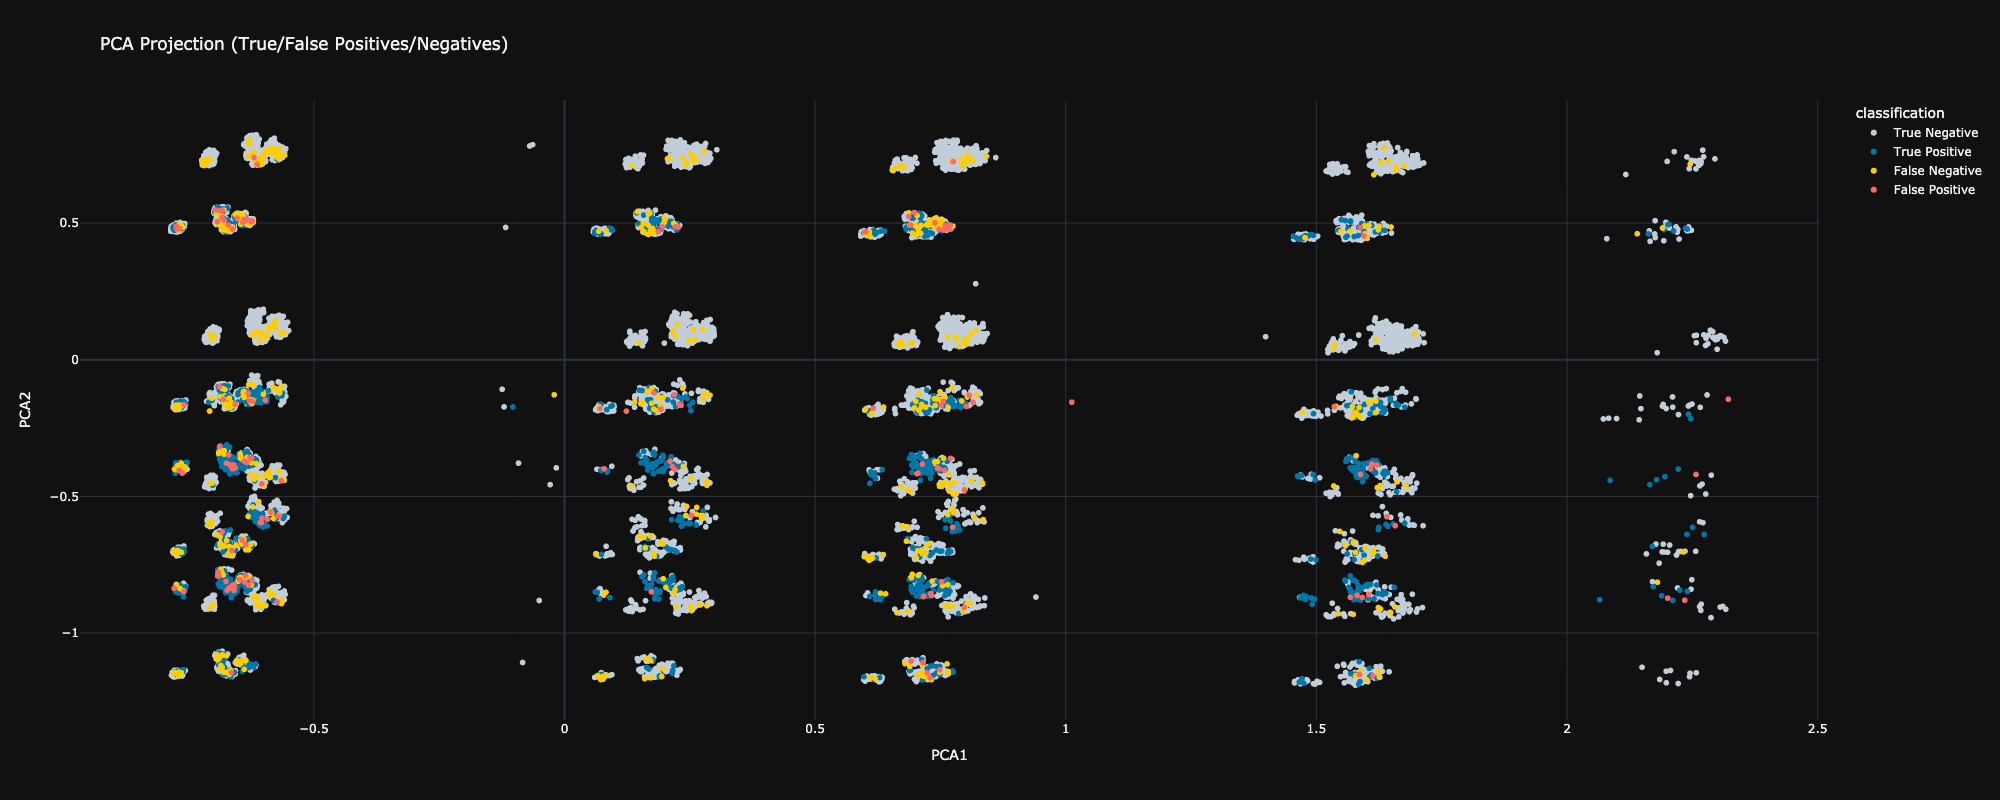 PCA Projection (True/False Positives/Negatives)
classification
True Negative
True Positive
False Negative
False Positive
0.5
0
−0.5
−1
PCA2
−0.5
0
0.5
1
1.5
2
2.5
PCA1